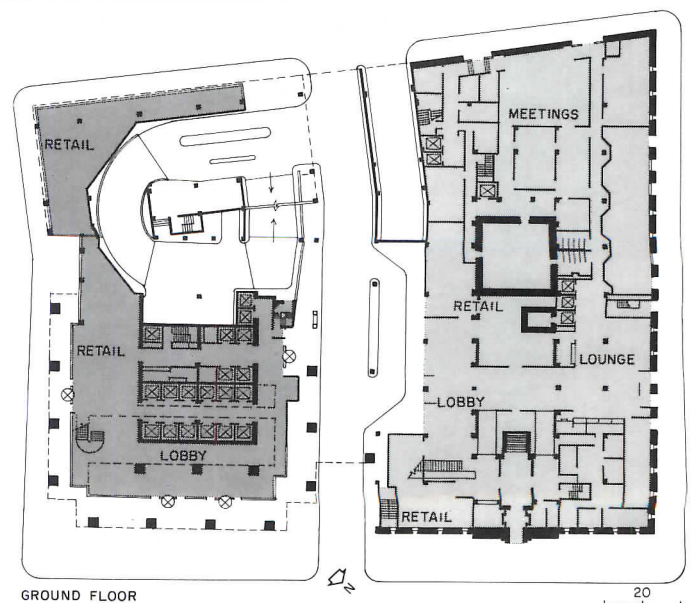 MEETINGS
RETAIL
RETAIL
RETAIL
LOUNGE
LOBBY
LOBBY
RETAIL
N
GROUND FLOOR
20